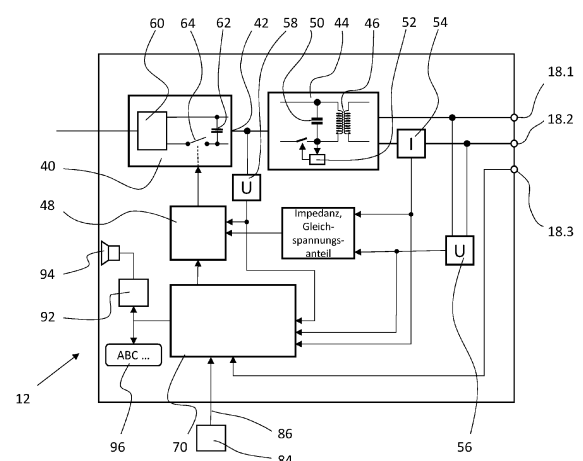 60 64 62 42 58 50 44 46 52 54
18.1
18.2
40
U
I
48
18.3
Impedanz,
Gleich-
spannungs-
anteil
94
U
92
ABC ...
12
96 70 86 56
84